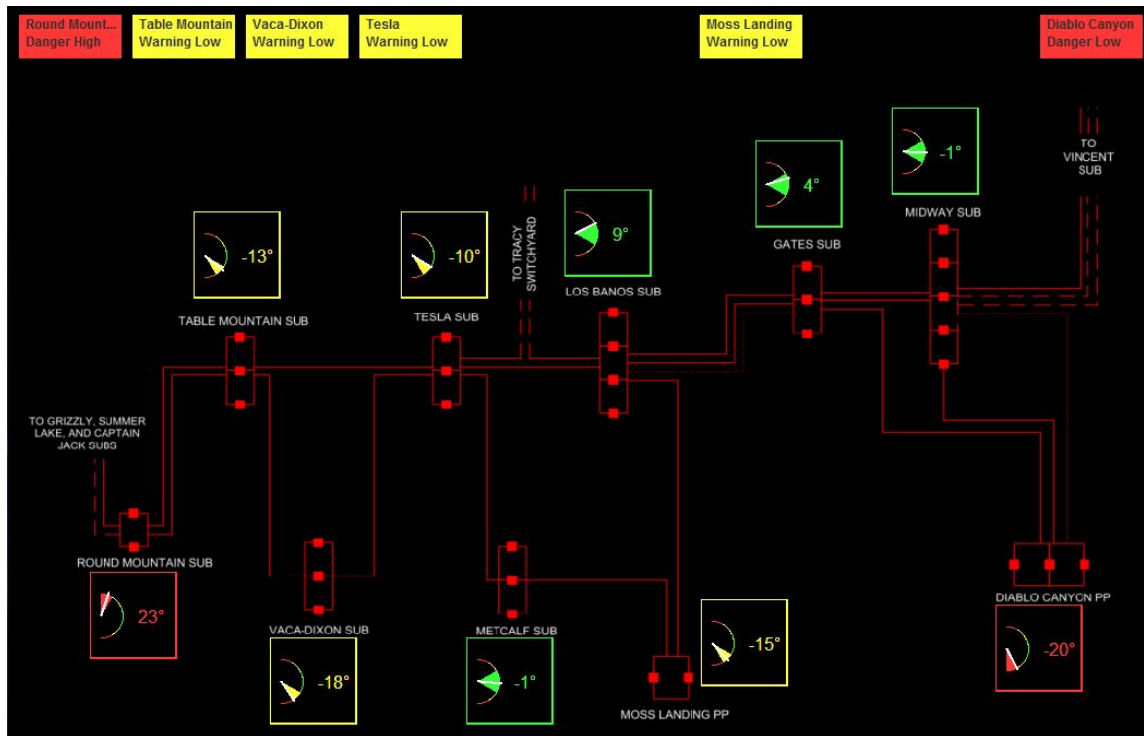 Round Mount...
Danger High
Table Mountain
Warning Low
Vaca-Dixon
Warning Low
Tesla
Warning Low
Moss Landing
Warning Low
Diablo Canyon
Danger Low
-1°
TO
VINCENT
SUB
4°
MIDWAY SUB
-13°
-10°
TO TRACY
SWITCHYARD
9°
GATES SUB
LOS BANOS SUB
TABLE MOUNTAIN SUB
TESLA SUB
TO GRIZZLY, SUMMER
LAKE, AND CAPTAIN
JACK SUBS
ROUND MOUNTAIN SUB
23°
VACA-DIXON SUB
-18°
METCALF SUB
-1°
-15°
MOSS LANDING PP
DIABLO CANYON PP
-20°